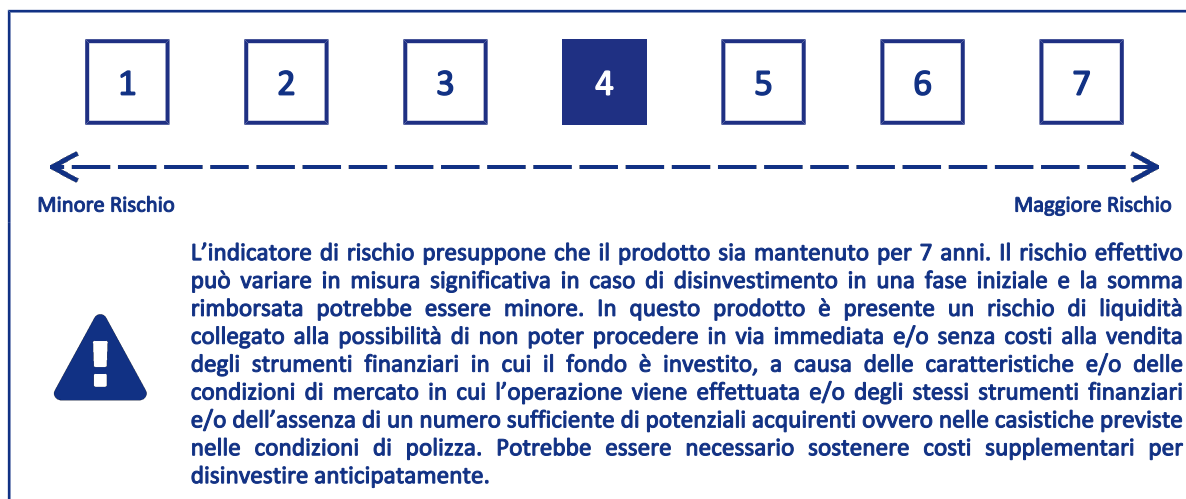 1 2 3 4 5 6 7
Minore Rischio Maggiore Rischio
L’indicatore di rischio presuppone che il prodotto sia mantenuto per 7 anni. Il rischio effettivo
può variare in misura significativa in caso di disinvestimento in una fase iniziale e la somma
rimborsata potrebbe essere minore. In questo prodotto è presente un rischio di liquidità
collegato alla possibilità di non poter procedere in via immediata e/o senza costi alla vendita
degli strumenti finanziari in cui il fondo è investito, a causa delle caratteristiche e/o delle
condizioni di mercato in cui l’operazione viene effettuata e/o degli stessi strumenti finanziari
e/o dell’assenza di un numero sufficiente di potenziali acquirenti ovvero nelle casistiche previste
nelle condizioni di polizza. Potrebbe essere necessario sostenere costi supplementari per
disinvestire anticipatamente.